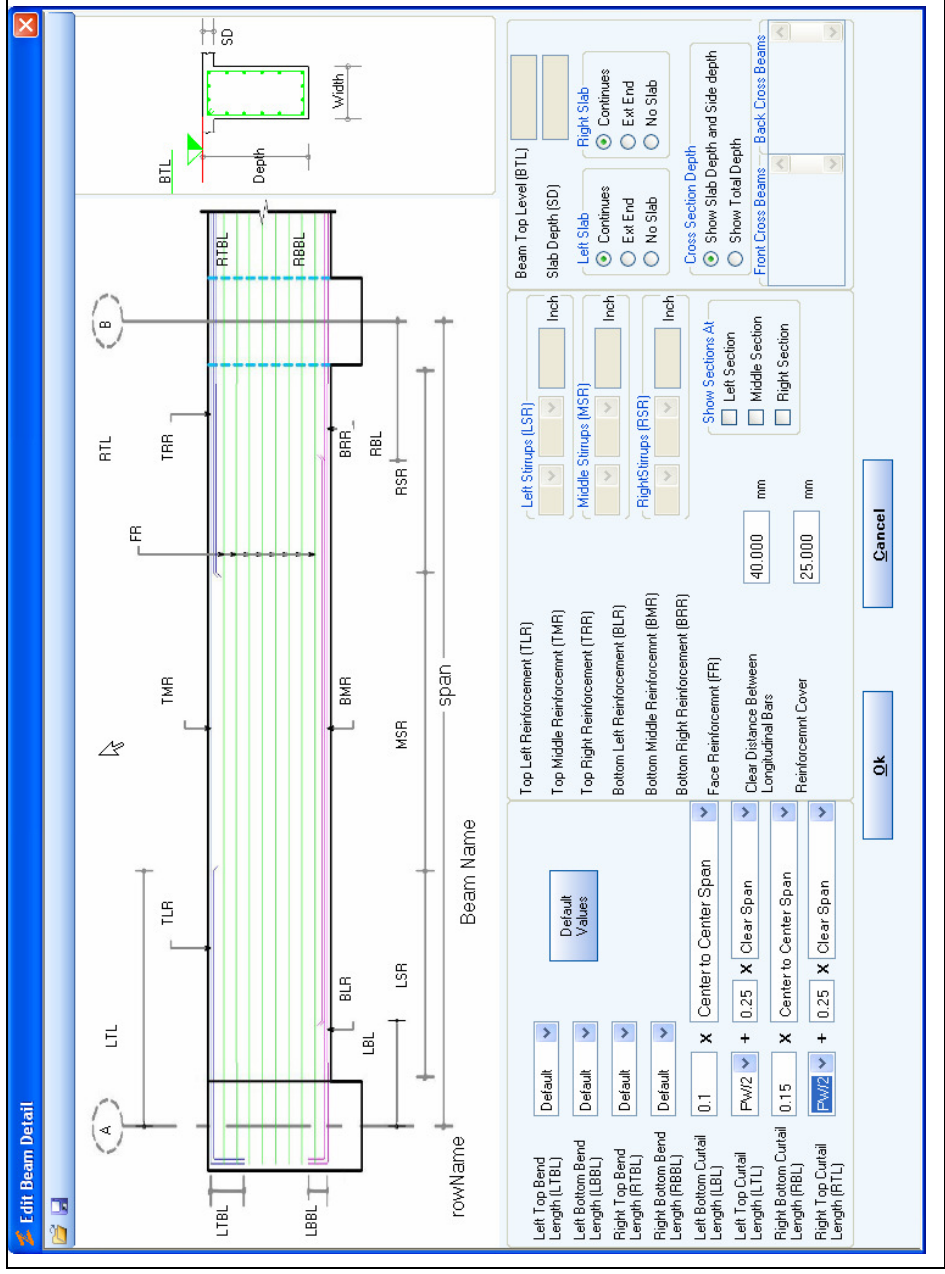 Edit Beam Detail
A
B
LTL
RTL
TLR
TMR
FR
TRR
LTBL
RTBL
LBBL
RBBL
BLR
BMR
BRR
LBL
RBL
LSR
MSR
RSR
span
rowName
Beam Name
BTL
SD
Depth
Width
Left Top Bend
Length (LTBL)
Default
Left Bottom Bend
Length (LBBL)
Default
Right Top Bend
Length (RTBL)
Default
Right Bottom Bend
Length (RBBL)
Default
Default
Values
Left Bottom Curtail
Length (LBL)
0.1 X Center to Center Span
Left Top Curtail
Length (LTL)
PW/2 + 0.25 X Clear Span
Right Bottom Curtail
Length (RBL)
0.15 X Center to Center Span
Right Top Curtail
Length (RTL)
PW/2 + 0.25 X Clear Span
Top Left Reinforcement (TLR)
Top Middle Reinforcemnt (TMR)
Top Right Reinforcement (TRR)
Bottom Left Reinforcement (BLR)
Bottom Middle Reinforcement (BMR)
Bottom Right Reinforcement (BRR)
Face Reinforcemnt (FR)
Clear Distance Between
Longitudinal Bars
40.000 mm
Reinforcemnt Cover
25.000 mm
Left Stirrups (LSR)
Inch
Middle Stirrups (MSR)
Inch
RightStirrups (RSR)
Inch
Show Sections At
Left Section
Middle Section
Right Section
Beam Top Level (BTL)
Slab Depth (SD)
Left Slab
Continues
Ext End
No Slab
Right Slab
Continues
Ext End
No Slab
Cross Section Depth
Show Slab Depth and Side depth
Show Total Depth
Front Cross Beams
Back Cross Beams
Ok
Cancel